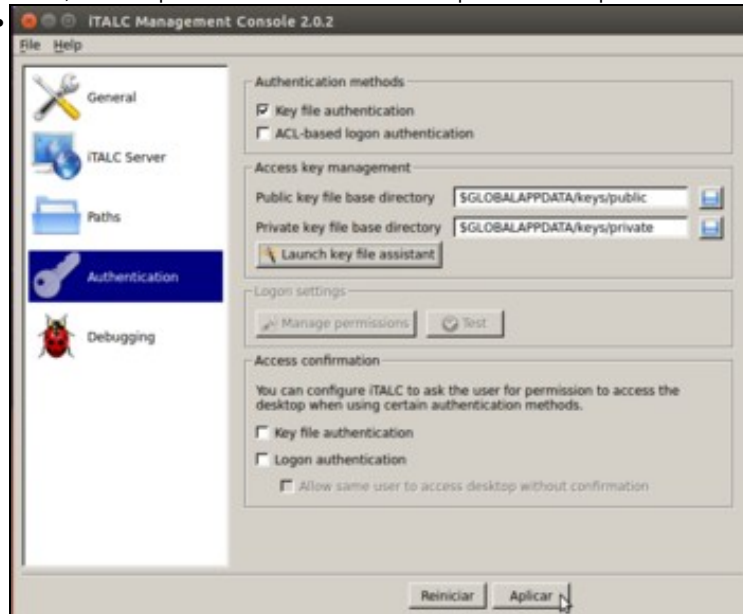 iTALC Management Console 2.0.2
File Help
General
iTALC Server
Paths
Authentication
Debugging
Authentication methods
Key file authentication
ACL-based logon authentication
Access key management
Public key file base directory $GLOBALAPPDATA/keys/public
Private key file base directory $GLOBALAPPDATA/keys/private
Launch key file assistant
Logon settings
Manage permissions Test
Access confirmation
You can configure iTALC to ask the user for permission to access the
desktop when using certain authentication methods.
Key file authentication
Logon authentication
Allow same user to access desktop without confirmation
Reiniciar Aplicar